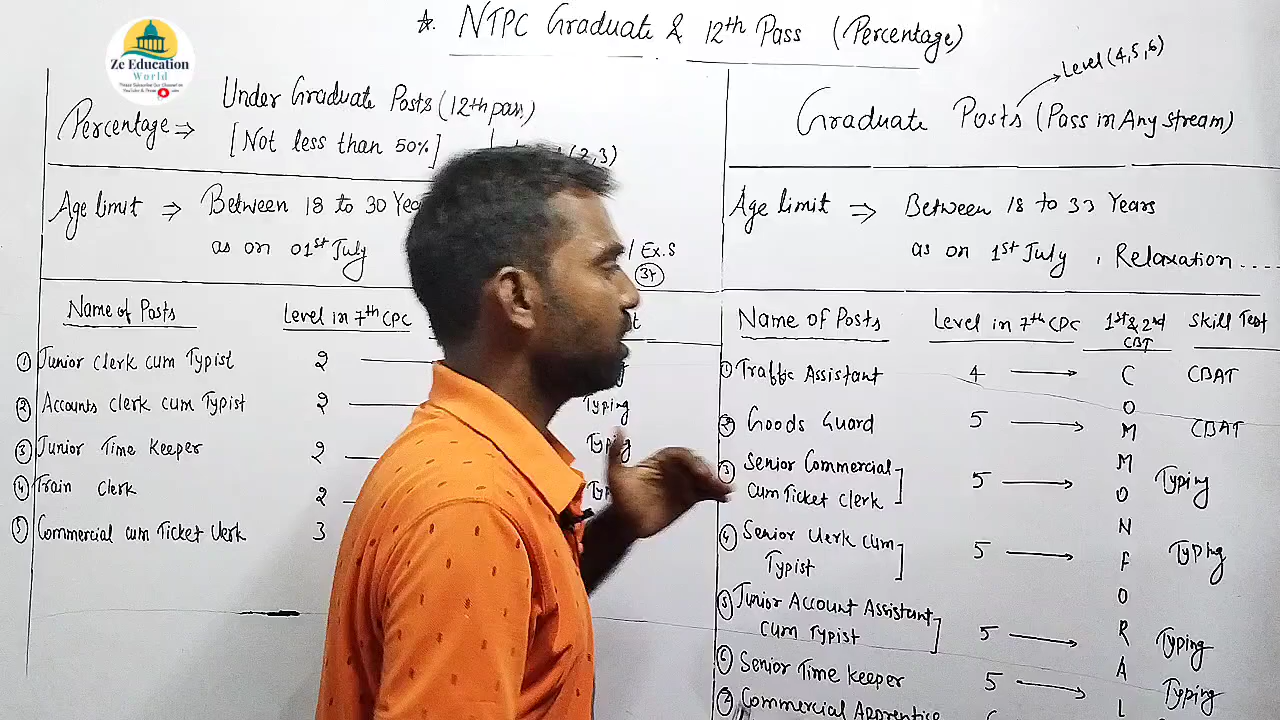 ☆. NTPC Graduate & 12th Pass (Percentage)
Zc Education
World
Level (4,5,6)
Percentage ⇒ Under Graduate Posts (12th pass)
[Not less than 50%]
(2,3)
Graduate Posts (Pass in Any stream)
Age limit ⇒ Between 18 to 30
as on 01st July
/ Ex.S
Age limit ⇒ Between 18 to 33 Years
as on 1st July , Relaxation ....
Name of Posts Level in 7th CPC
① Junior Clerk cum Typist 2
② Accounts Clerk cum Typist 2 Typing
③ Junior Time Keeper 2
④ Train Clerk 2
⑤ Commercial cum Ticket Clerk 3
Name of Posts Level in 7th CPC 1st & 2nd CBT Skill Test
① Traffic Assistant 4 → CBAT
② Goods Guard 5 → CBAT
③ Senior Commercial
cum Ticket Clerk 5 → Typing
④ Senior Clerk cum
Typist 5 → Typing
⑤ Junior Account Assistant
cum Typist 5 → Typing
⑥ Senior Time keeper 5 → Typing
⑦ Commercial Apprentice
COMMON FORAL